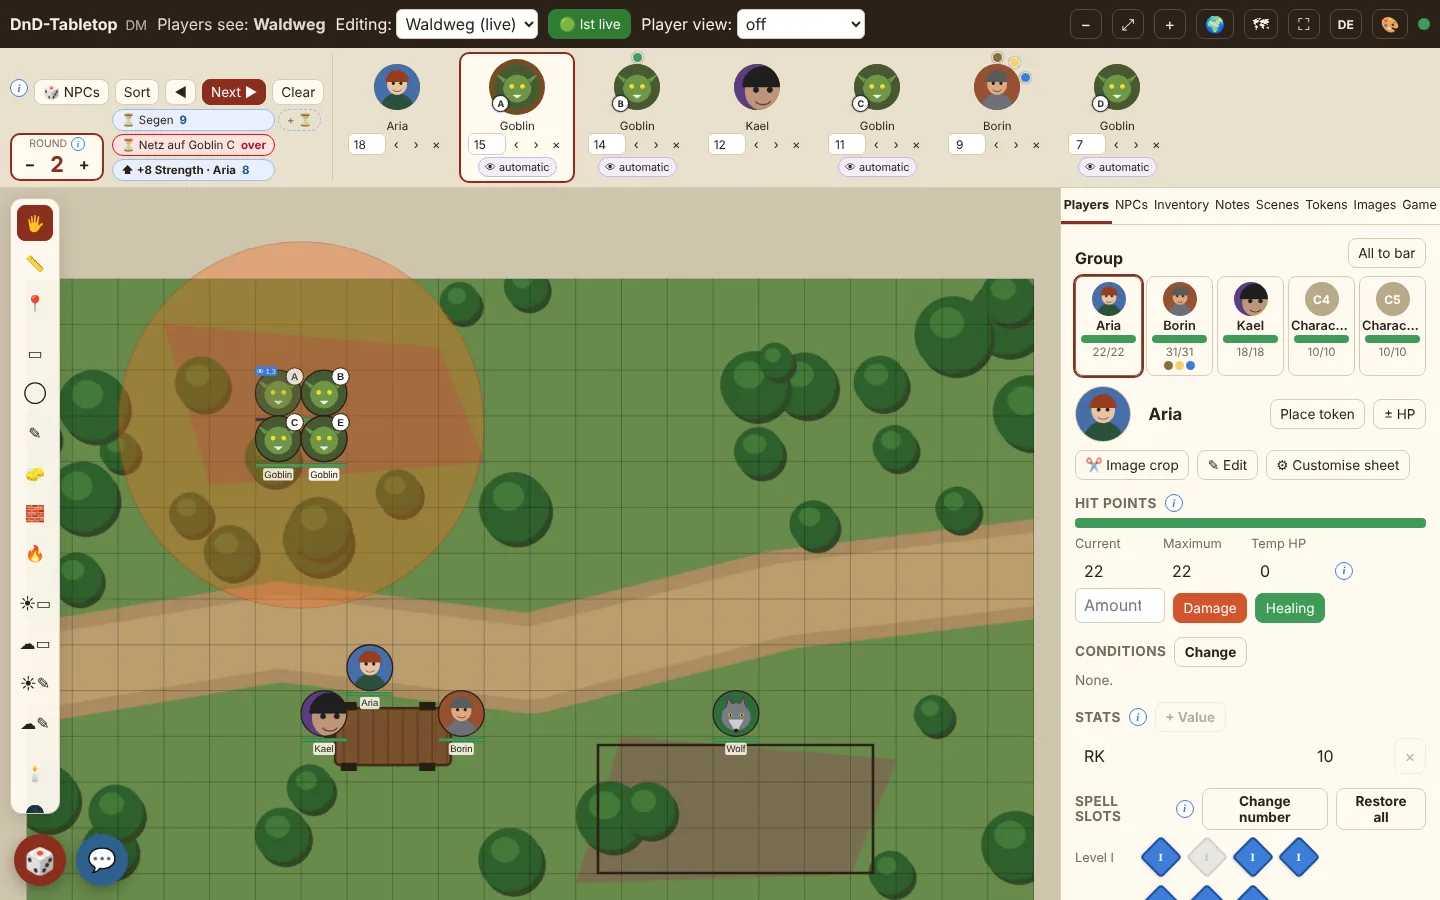 DnD-Tabletop DM Players see: Waldweg Editing: Waldweg (live) Ist live Player view: off − + DE
i NPCs Sort Next Clear
Segen 9 +
ROUND i
Netz auf Goblin C over
− 2 +
+8 Strength · Aria 8
Aria
18 ‹ › ×
A
Goblin
15 ‹ › ×
automatic
B
Goblin
14 ‹ › ×
automatic
Kael
12 ‹ › ×
C
Goblin
11 ‹ › ×
automatic
Borin
9 ‹ › ×
D
Goblin
7 ‹ › ×
automatic
1,3
A B
C E
Goblin Goblin
Aria
Kael Borin
Wolf
Players NPCs Inventory Notes Scenes Tokens Images Game
Group All to bar
C4 C5
Aria Borin Kael Charac... Charac...
22/22 31/31 18/18 10/10 10/10
Aria Place token ± HP
Image crop Edit Customise sheet
HIT POINTS i
Current Maximum Temp HP
22 22 0 i
Amount Damage Healing
CONDITIONS Change
None.
STATS i + Value
RK 10 ×
SPELL SLOTS i Change number Restore all
Level I I I I I